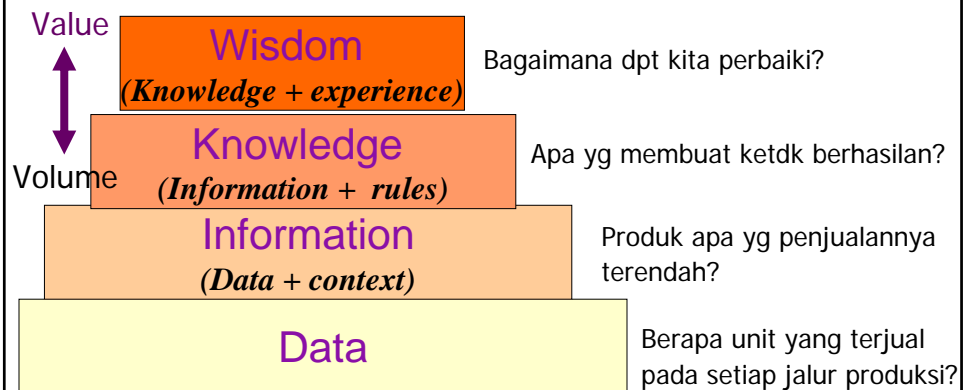 Value
Wisdom
(Knowledge + experience)
Bagaimana dpt kita perbaiki?
Volume
Knowledge
(Information + rules)
Apa yg membuat ketdk berhasilan?
Information
(Data + context)
Produk apa yg penjualannya
terendah?
Data
Berapa unit yang terjual
pada setiap jalur produksi?